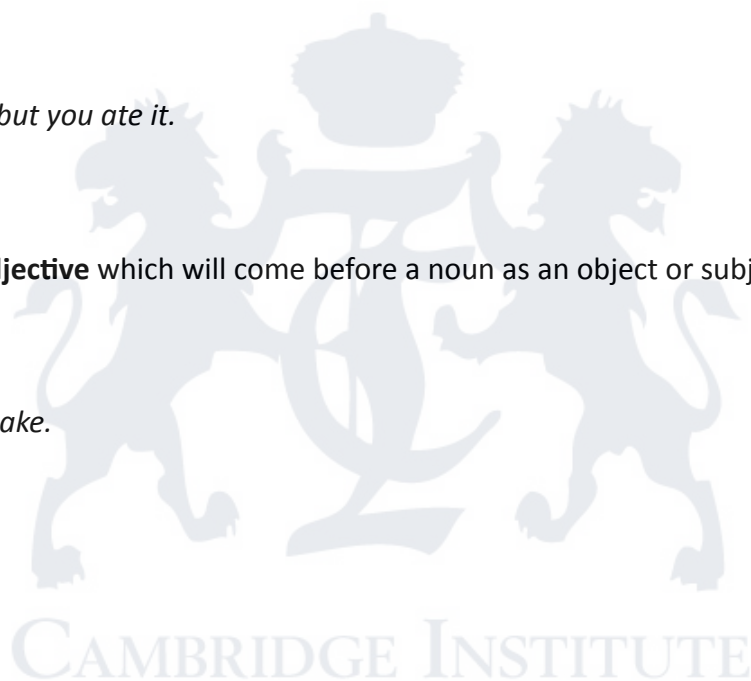 but you ate it.
jective which will come before a noun as an object or subj
ake.
CAMBRIDGE INSTITUTE